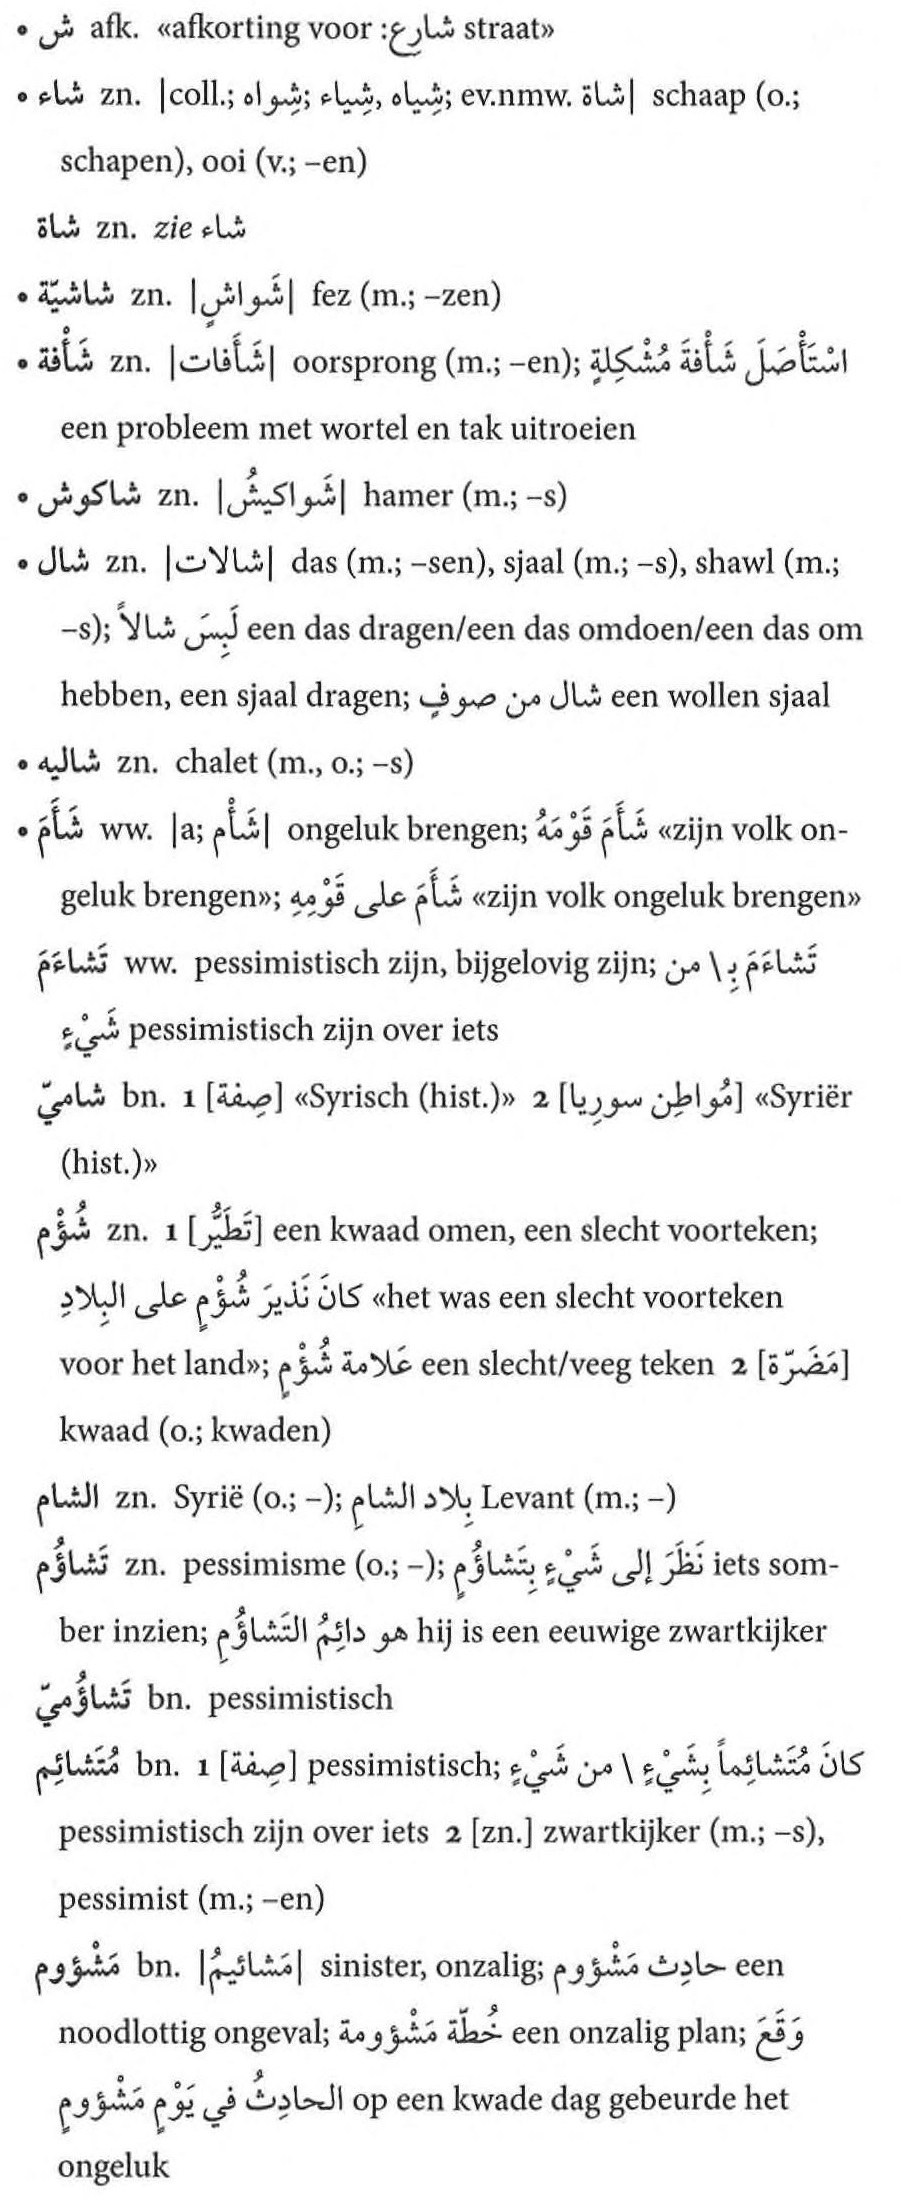 • ش afk. «afkorting voor :شارِع straat»
• شاء zn. |coll.; شِواه; شِياء, شِياه; ev.nmw. شاة| schaap (o.;
schapen), ooi (v.; –en)
شاة zn. zie شاء
• شاشيّة zn. |شَواشٍ| fez (m.; –zen)
• شَأْفة zn. |شَأَفات| oorsprong (m.; –en); اسْتَأْصَلَ شَأْفةَ مُشْكِلةٍ
een probleem met wortel en tak uitroeien
• شاكوش zn. |شَواكيشُ| hamer (m.; –s)
• شال zn. |شالات| das (m.; –sen), sjaal (m.; –s), shawl (m.;
–s); لَبِسَ شالاً een das dragen/een das omdoen/een das om
hebben, een sjaal dragen; شال من صوفٍ een wollen sjaal
• شاليه zn. chalet (m., o.; –s)
• شَأَمَ ww. |a; شَأْم| ongeluk brengen; شَأَمَ قَوْمَهُ «zijn volk on-
geluk brengen»; شَأَمَ على قَوْمِهِ «zijn volk ongeluk brengen»
تَشاءَمَ ww. pessimistisch zijn, bijgelovig zijn; تَشاءَمَ بِـ\ من
شَيْءٍ pessimistisch zijn over iets
شاميّ bn. 1 [صِفة] «Syrisch (hist.)» 2 [مُواطِن سورِيا] «Syriër
(hist.)»
شُؤْم zn. 1 [تَطَيُّر] een kwaad omen, een slecht voorteken;
كانَ نَذيرَ شُؤْمٍ على البِلادِ «het was een slecht voorteken
voor het land»; عَلامة شُؤْمٍ een slecht/veeg teken 2 [مَضَرّة]
kwaad (o.; kwaden)
الشام zn. Syrië (o.; –); بِلاد الشامِ Levant (m.; –)
تَشاؤُم zn. pessimisme (o.; –); نَظَرَ إلى شَيْءٍ بِتَشاؤُمٍ iets som-
ber inzien; هو دائِمُ التَشاؤُمِ hij is een eeuwige zwartkijker
تَشاؤُميّ bn. pessimistisch
مُتَشائِم bn. 1 [صِفة] pessimistisch; كانَ مُتَشائِماً بِشَيْءٍ \ من شَيْءٍ
pessimistisch zijn over iets 2 [zn.] zwartkijker (m.; –s),
pessimist (m.; –en)
مَشْؤوم bn. |مَشائيمُ| sinister, onzalig; حادِث مَشْؤوم een
noodlottig ongeval; خُطّة مَشْؤومة een onzalig plan; وَقَعَ
الحادِثُ في يَوْمٍ مَشْؤومٍ op een kwade dag gebeurde het
ongeluk